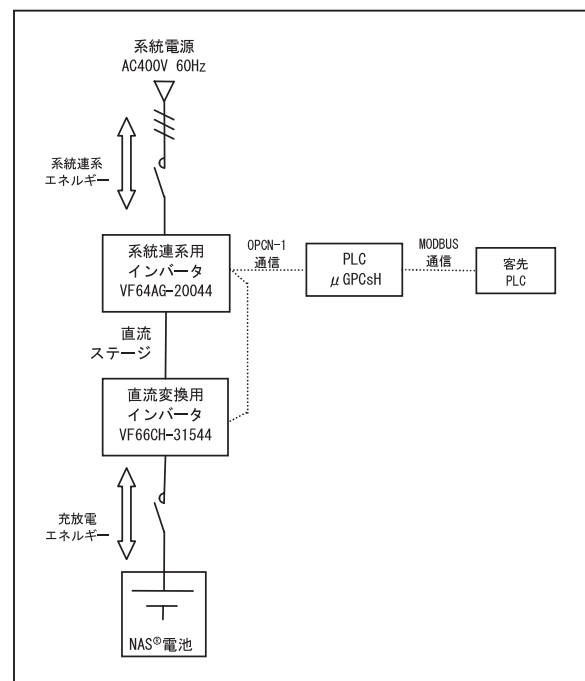 系統電源
AC400V 60Hz
系統連系
エネルギー
系統連系用
インバータ
VF64AG-20044
OPCN-1
通信
PLC
μGPCsH
MODBUS
通信
客先
PLC
直流
ステージ
直流変換用
インバータ
VF66CH-31544
充放電
エネルギー
NAS®電池